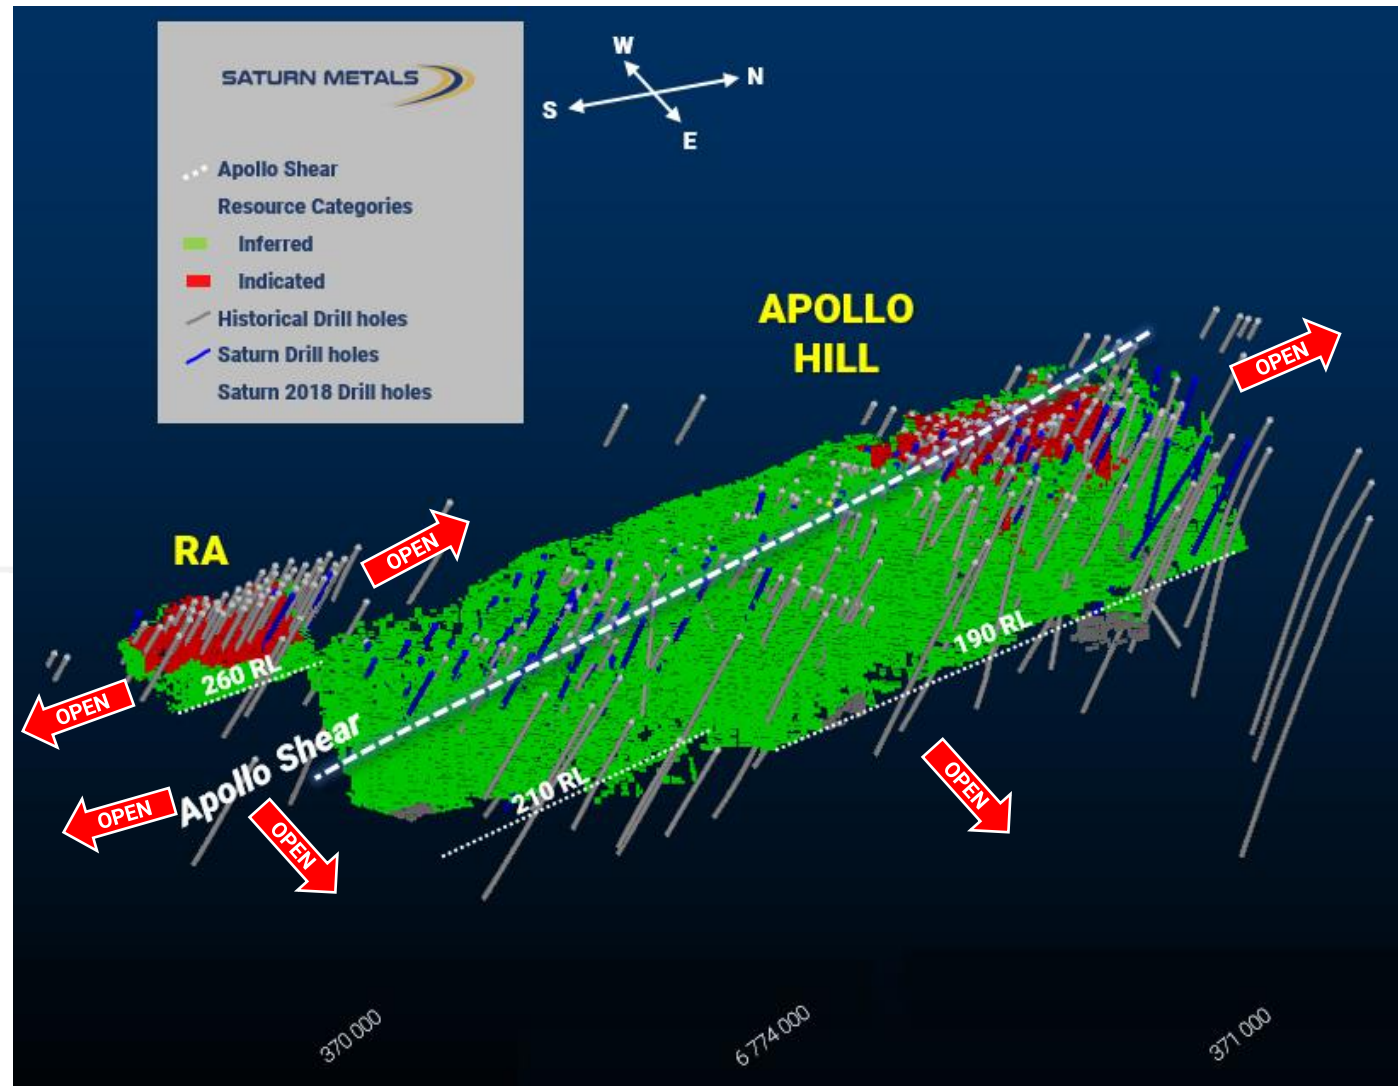 SATURN METALS
Apollo Shear
Resource Categories
Inferred
Indicated
Historical Drill holes
Saturn Drill holes
Saturn 2018 Drill holes
W
N
S
E
APOLLO
HILL
OPEN
RA
OPEN
260 RL
190 RL
OPEN
Apollo Shear
210 RL
OPEN
OPEN
OPEN
370 000
6 774 000
371 000